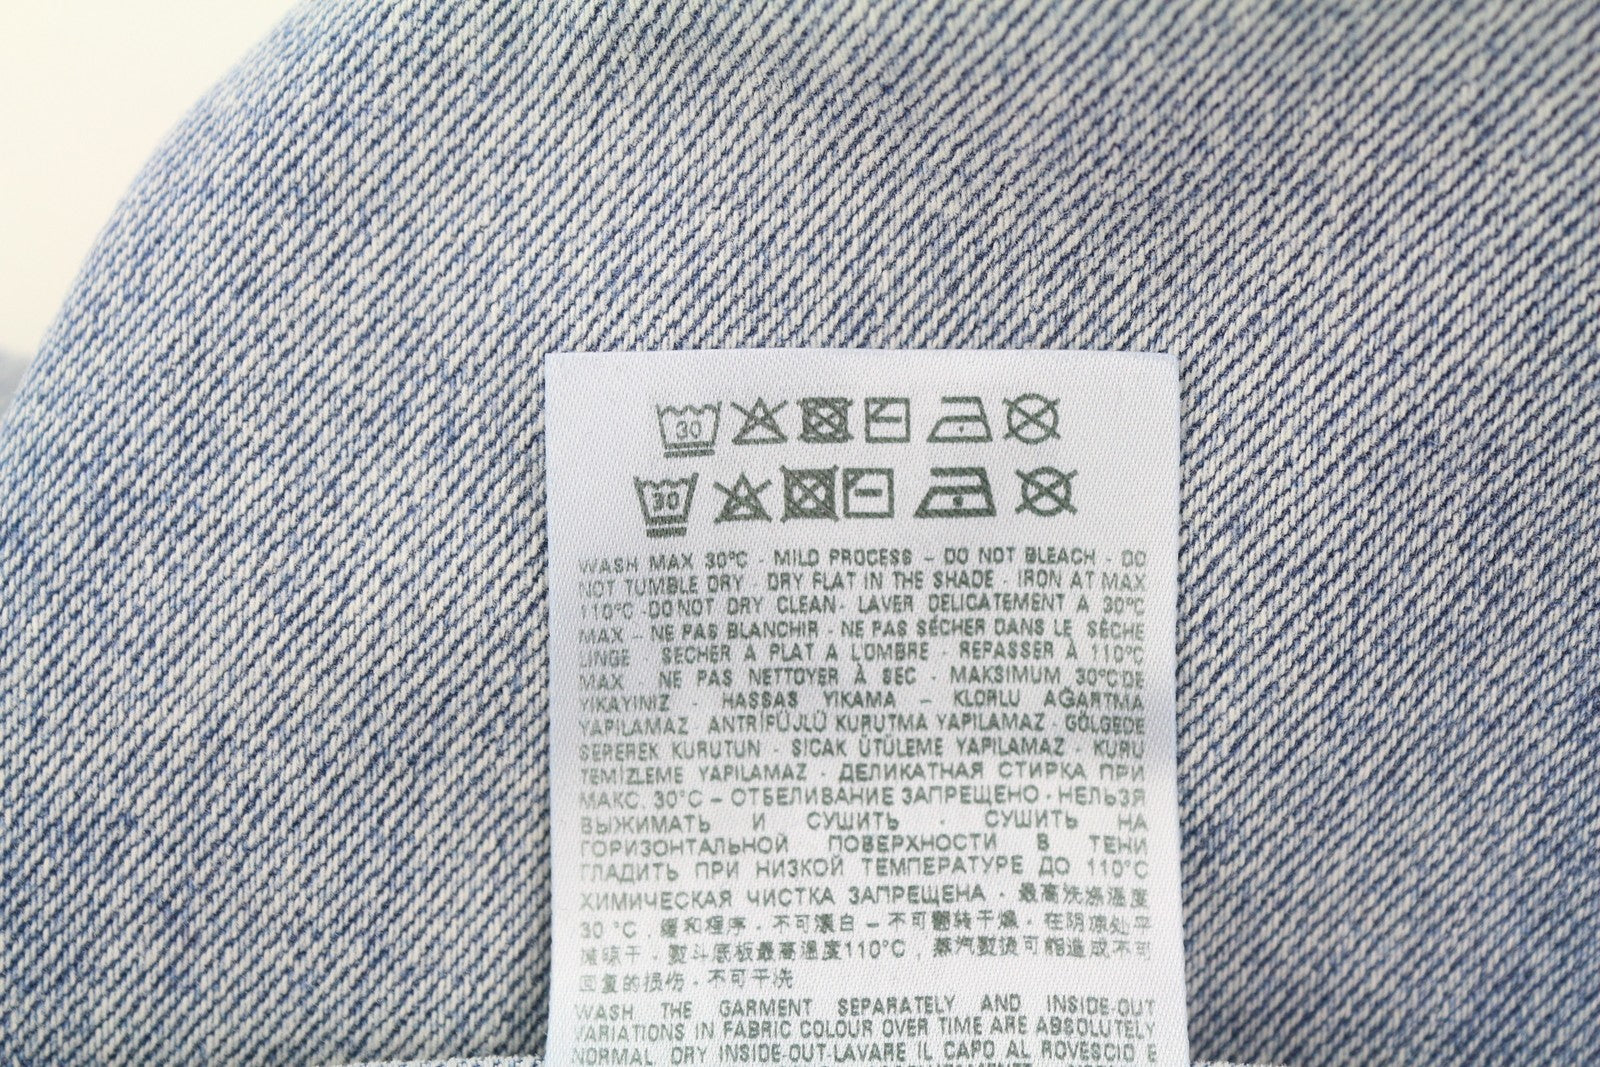 30
30
WASH MAX 30°C - MILD PROCESS - DO NOT BLEACH - DO
NOT TUMBLE DRY - DRY FLAT IN THE SHADE - IRON AT MAX
110°C - DO NOT DRY CLEAN - LAVER DELICATEMENT A 30°C
MAX - NE PAS BLANCHIR - NE PAS SÉCHER DANS LE SÈCHE
LINGE - SECHER A PLAT A L'OMBRE - REPASSER À 110°C
MAX - NE PAS NETTOYER À SEC - MAKSIMUM 30°C'DE
YIKAYINIZ - HASSAS YIKAMA - KLORLU AĞARTMA
YAPILAMAZ ANTRİFÜJLÜ KURUTMA YAPILAMAZ - GÖLGEDE
SEREREK KURUTUN - SICAK ÜTÜLEME YAPILAMAZ - KURU
TEMİZLEME YAPILAMAZ - ДЕЛИКАТНАЯ СТИРКА ПРИ
МАКС. 30°С - ОТБЕЛИВАНИЕ ЗАПРЕЩЕНО - НЕЛЬЗЯ
ВЫЖИМАТЬ И СУШИТЬ - СУШИТЬ НА
ГОРИЗОНТАЛЬНОЙ ПОВЕРХНОСТИ В ТЕНИ
ГЛАДИТЬ ПРИ НИЗКОЙ ТЕМПЕРАТУРЕ ДО 110°С
ХИМИЧЕСКАЯ ЧИСТКА ЗАПРЕЩЕНА - 最高洗涤温度
30 °C, 缓和程序 - 不可漂白 - 不可翻转干燥 - 在阴凉处平
摊晾干 - 熨斗底板最高温度110°C , 蒸汽熨烫可能造成不可
回复的损伤 - 不可干洗
WASH THE GARMENT SEPARATELY AND INSIDE-OUT
VARIATIONS IN FABRIC COLOUR OVER TIME ARE ABSOLUTELY
NORMAL DRY INSIDE-OUT-LAVARE IL CAPO AL ROVESCIO E